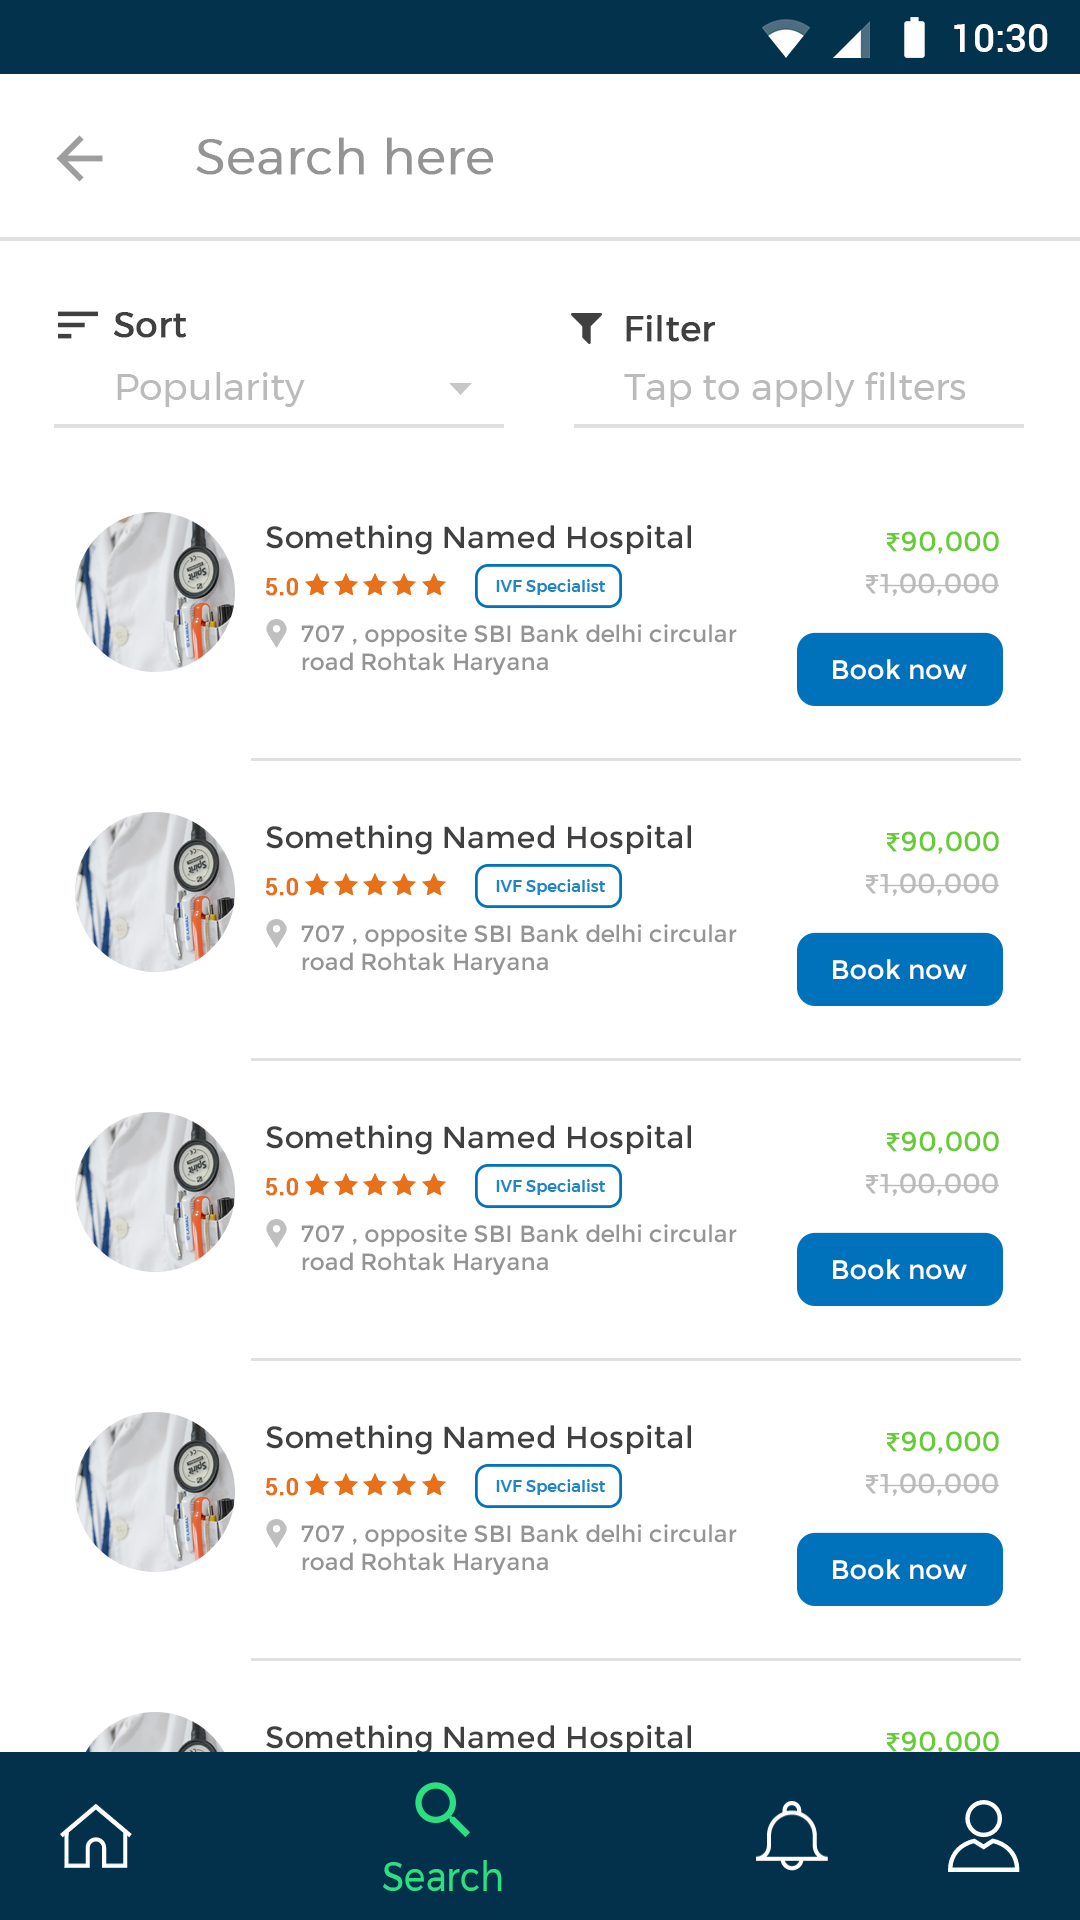 10:30
Search here
Sort
Filter
Popularity
Tap to apply filters
Something Named Hospital
₹90,000
5.0
IVF Specialist
₹1,00,000
707 , opposite SBI Bank delhi circular
road Rohtak Haryana
Book now
Something Named Hospital
₹90,000
5.0
IVF Specialist
₹1,00,000
707 , opposite SBI Bank delhi circular
road Rohtak Haryana
Book now
Something Named Hospital
₹90,000
5.0
IVF Specialist
₹1,00,000
707 , opposite SBI Bank delhi circular
road Rohtak Haryana
Book now
Something Named Hospital
₹90,000
5.0
IVF Specialist
₹1,00,000
707 , opposite SBI Bank delhi circular
road Rohtak Haryana
Book now
Something Named Hospital
₹90,000
Search